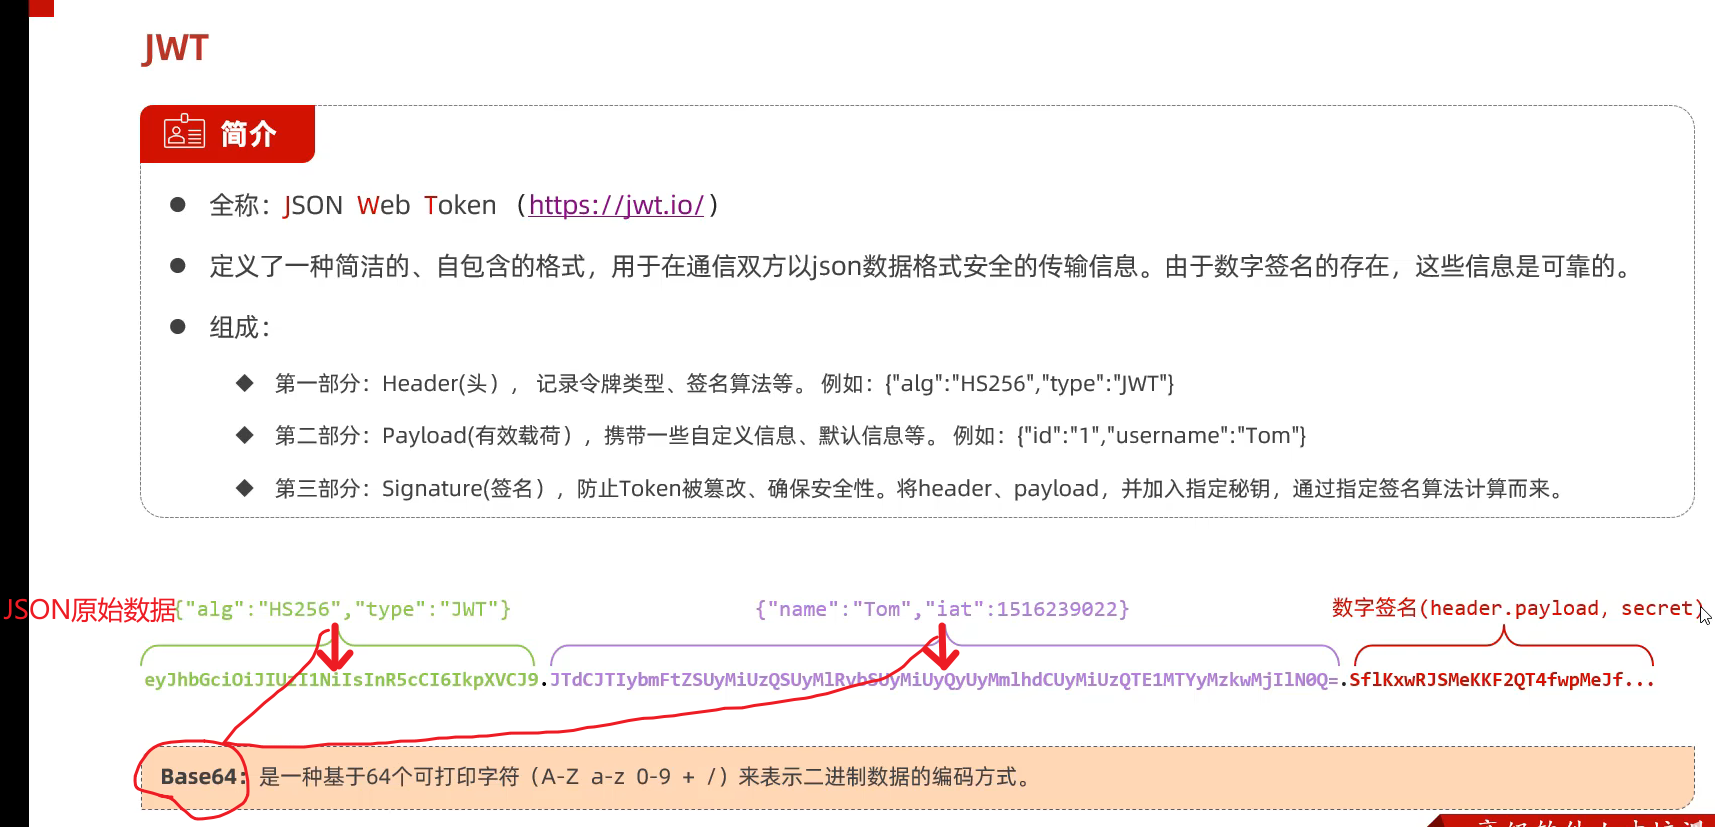 JWT
简介
全称：JSON Web Token （https://jwt.io/）
定义了一种简洁的、自包含的格式，用于在通信双方以json数据格式安全的传输信息。由于数字签名的存在，这些信息是可靠的。
组成：
第一部分：Header(头）， 记录令牌类型、签名算法等。 例如：{"alg":"HS256","type":"JWT"}
第二部分：Payload(有效载荷），携带一些自定义信息、默认信息等。 例如：{"id":"1","username":"Tom"}
第三部分：Signature(签名），防止Token被篡改、确保安全性。将header、payload，并加入指定秘钥，通过指定签名算法计算而来。
JSON原始数据 {"alg":"HS256","type":"JWT"} {"name":"Tom","iat":1516239022} 数字签名(header.payload, secret)
eyJhbGciOiJIUzI1NiIsInR5cCI6IkpXVCJ9.JTdCJTIybmFtZSUyMiUzQSUyMlRvbSUyMiUyQyUyMmlhdCUyMiUzQTE1MTYyMzkwMjIlN0Q=.SflKxwRJSMeKKF2QT4fwpMeJf...
Base64：是一种基于64个可打印字符（A-Z a-z 0-9 + /）来表示二进制数据的编码方式。